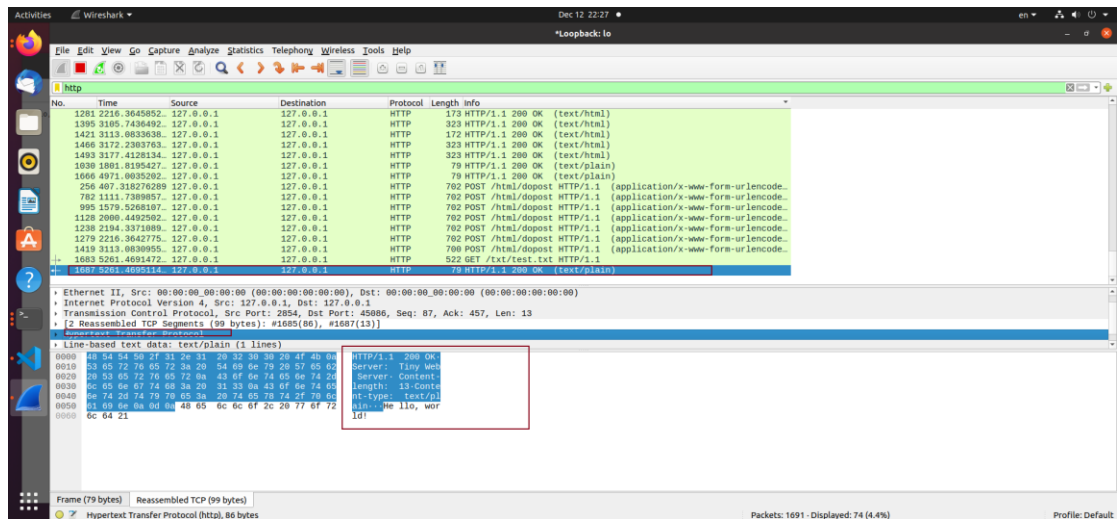 Activities Wireshark Dec 12 22:27 en
*Loopback: lo
File Edit View Go Capture Analyze Statistics Telephony Wireless Tools Help
http
No. Time Source Destination Protocol Length Info
1281 2216.3645852… 127.0.0.1 127.0.0.1 HTTP 173 HTTP/1.1 200 OK (text/html)
1395 3105.7436492… 127.0.0.1 127.0.0.1 HTTP 323 HTTP/1.1 200 OK (text/html)
1421 3113.0833638… 127.0.0.1 127.0.0.1 HTTP 172 HTTP/1.1 200 OK (text/html)
1466 3172.2303763… 127.0.0.1 127.0.0.1 HTTP 323 HTTP/1.1 200 OK (text/html)
1493 3177.4128134… 127.0.0.1 127.0.0.1 HTTP 323 HTTP/1.1 200 OK (text/html)
1030 1801.8195427… 127.0.0.1 127.0.0.1 HTTP 79 HTTP/1.1 200 OK (text/plain)
1666 4971.0035202… 127.0.0.1 127.0.0.1 HTTP 79 HTTP/1.1 200 OK (text/plain)
256 407.318276289 127.0.0.1 127.0.0.1 HTTP 702 POST /html/dopost HTTP/1.1 (application/x-www-form-urlencode…
782 1111.7389857… 127.0.0.1 127.0.0.1 HTTP 702 POST /html/dopost HTTP/1.1 (application/x-www-form-urlencode…
995 1579.5268107… 127.0.0.1 127.0.0.1 HTTP 702 POST /html/dopost HTTP/1.1 (application/x-www-form-urlencode…
1128 2000.4492502… 127.0.0.1 127.0.0.1 HTTP 702 POST /html/dopost HTTP/1.1 (application/x-www-form-urlencode…
1238 2194.3371089… 127.0.0.1 127.0.0.1 HTTP 702 POST /html/dopost HTTP/1.1 (application/x-www-form-urlencode…
1279 2216.3642775… 127.0.0.1 127.0.0.1 HTTP 702 POST /html/dopost HTTP/1.1 (application/x-www-form-urlencode…
1419 3113.0830955… 127.0.0.1 127.0.0.1 HTTP 700 POST /html/dopost HTTP/1.1 (application/x-www-form-urlencode…
1683 5261.4691472… 127.0.0.1 127.0.0.1 HTTP 522 GET /txt/test.txt HTTP/1.1
1687 5261.4695114… 127.0.0.1 127.0.0.1 HTTP 79 HTTP/1.1 200 OK (text/plain)
Ethernet II, Src: 00:00:00_00:00:00 (00:00:00:00:00:00), Dst: 00:00:00_00:00:00 (00:00:00:00:00:00)
Internet Protocol Version 4, Src: 127.0.0.1, Dst: 127.0.0.1
Transmission Control Protocol, Src Port: 2854, Dst Port: 45086, Seq: 87, Ack: 457, Len: 13
[2 Reassembled TCP Segments (99 bytes): #1685(86), #1687(13)]
Hypertext Transfer Protocol
Line-based text data: text/plain (1 lines)
0000 48 54 54 50 2f 31 2e 31 20 32 30 30 20 4f 4b 0a HTTP/1.1 200 OK·
0010 53 65 72 76 65 72 3a 20 54 69 6e 79 20 57 65 62 Server: Tiny Web
0020 20 53 65 72 76 65 72 0a 43 6f 6e 74 65 6e 74 2d Server· Content-
0030 6c 65 6e 67 74 68 3a 20 31 33 0a 43 6f 6e 74 65 length: 13·Conte
0040 6e 74 2d 74 79 70 65 3a 20 74 65 78 74 2f 70 6c nt-type: text/pl
0050 61 69 6e 0a 0d 0a 48 65 6c 6c 6f 2c 20 77 6f 72 ain···He llo, wor
0060 6c 64 21 ld!
Frame (79 bytes) Reassembled TCP (99 bytes)
Hypertext Transfer Protocol (http), 86 bytes Packets: 1691 · Displayed: 74 (4.4%) Profile: Default